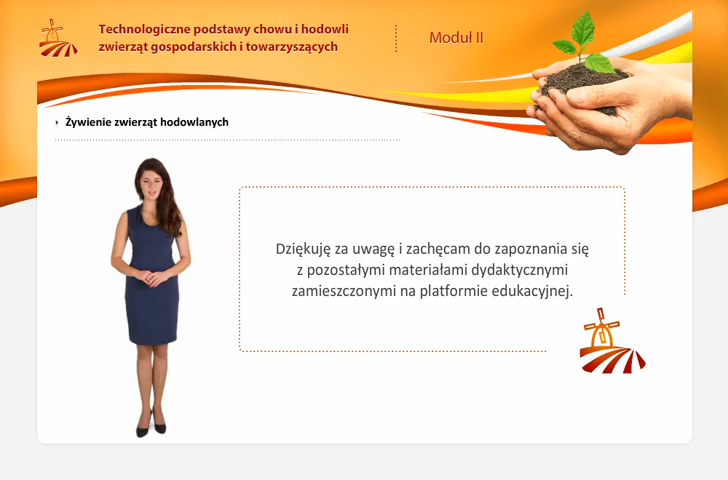 Technologiczne podstawy chowu i hodowli
zwierząt gospodarskich i towarzyszących
Moduł II
Żywienie zwierząt hodowlanych
Dziękuję za uwagę i zachęcam do zapoznania się
z pozostałymi materiałami dydaktycznymi
zamieszczonymi na platformie edukacyjnej.